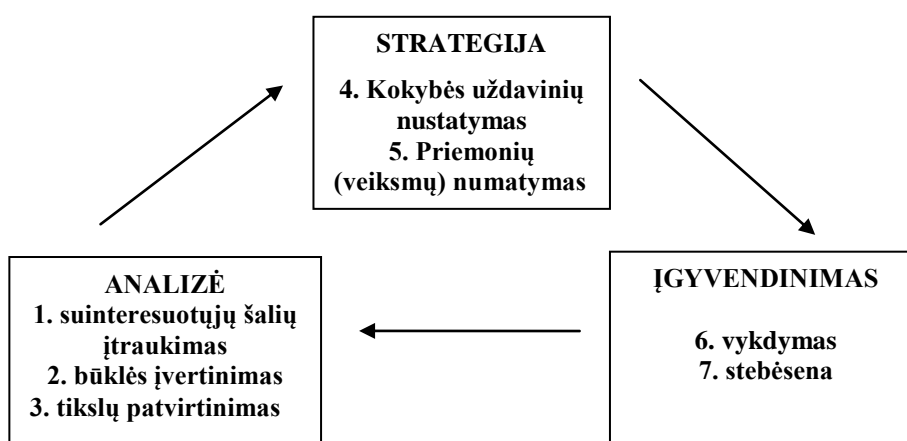 STRATEGIJA
4. Kokybės uždavinių
nustatymas
5. Priemonių
(veiksmų) numatymas
ANALIZĖ
1. suinteresuotųjų šalių
įtraukimas
2. būklės įvertinimas
3. tikslų patvirtinimas
ĮGYVENDINIMAS
6. vykdymas
7. stebėsena